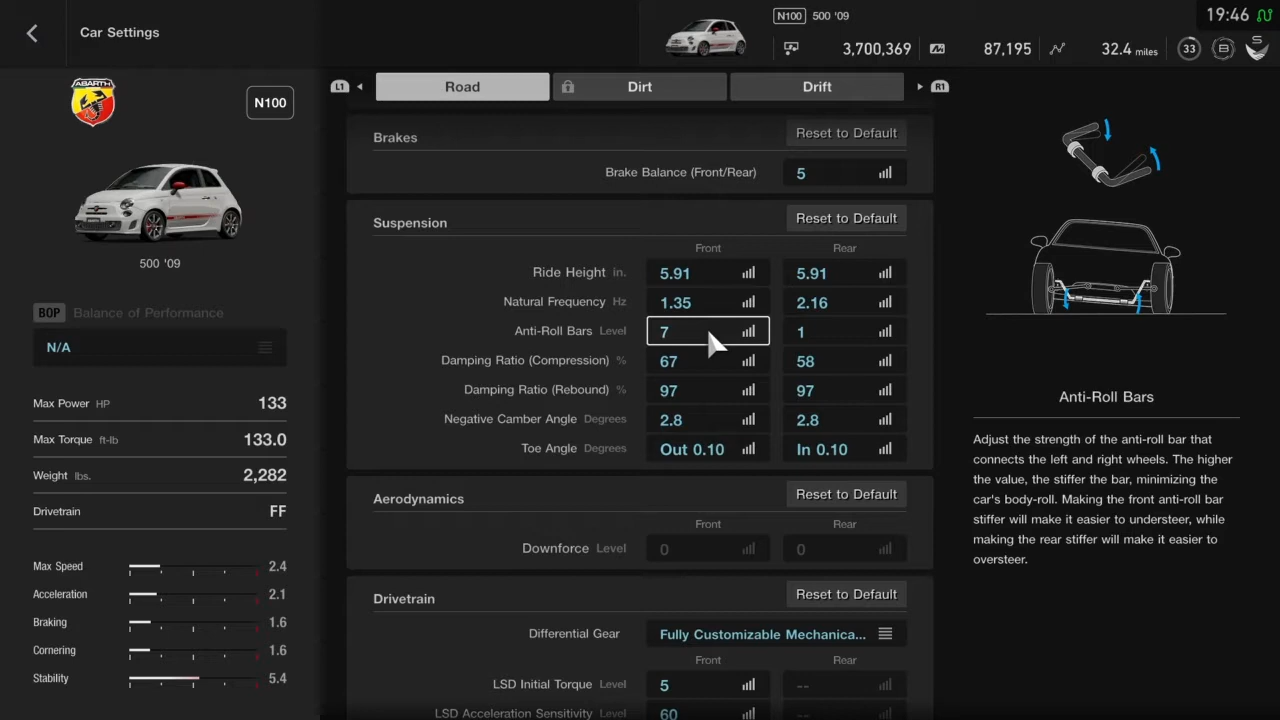 Car Settings
N100 500 '09
19:46
3,700,369
87,195
32.4 miles
33
B
S
ABARTH
N100
500 '09
BOP Balance of Performance
N/A
Max Power HP 133
Max Torque ft-lb 133.0
Weight lbs. 2,282
Drivetrain FF
Max Speed 2.4
Acceleration 2.1
Braking 1.6
Cornering 1.6
Stability 5.4
L1 Road Dirt Drift R1
Brakes Reset to Default
Brake Balance (Front/Rear) 5
Suspension Reset to Default
Front Rear
Ride Height in. 5.91 5.91
Natural Frequency Hz 1.35 2.16
Anti-Roll Bars Level 7 1
Damping Ratio (Compression) % 67 58
Damping Ratio (Rebound) % 97 97
Negative Camber Angle Degrees 2.8 2.8
Toe Angle Degrees Out 0.10 In 0.10
Aerodynamics Reset to Default
Front Rear
Downforce Level 0 0
Drivetrain Reset to Default
Differential Gear Fully Customizable Mechanica...
Front Rear
LSD Initial Torque Level 5 --
LSD Acceleration Sensitivity Level 60 --
Anti-Roll Bars
Adjust the strength of the anti-roll bar that
connects the left and right wheels. The higher
the value, the stiffer the bar, minimizing the
car's body-roll. Making the front anti-roll bar
stiffer will make it easier to understeer, while
making the rear stiffer will make it easier to
oversteer.